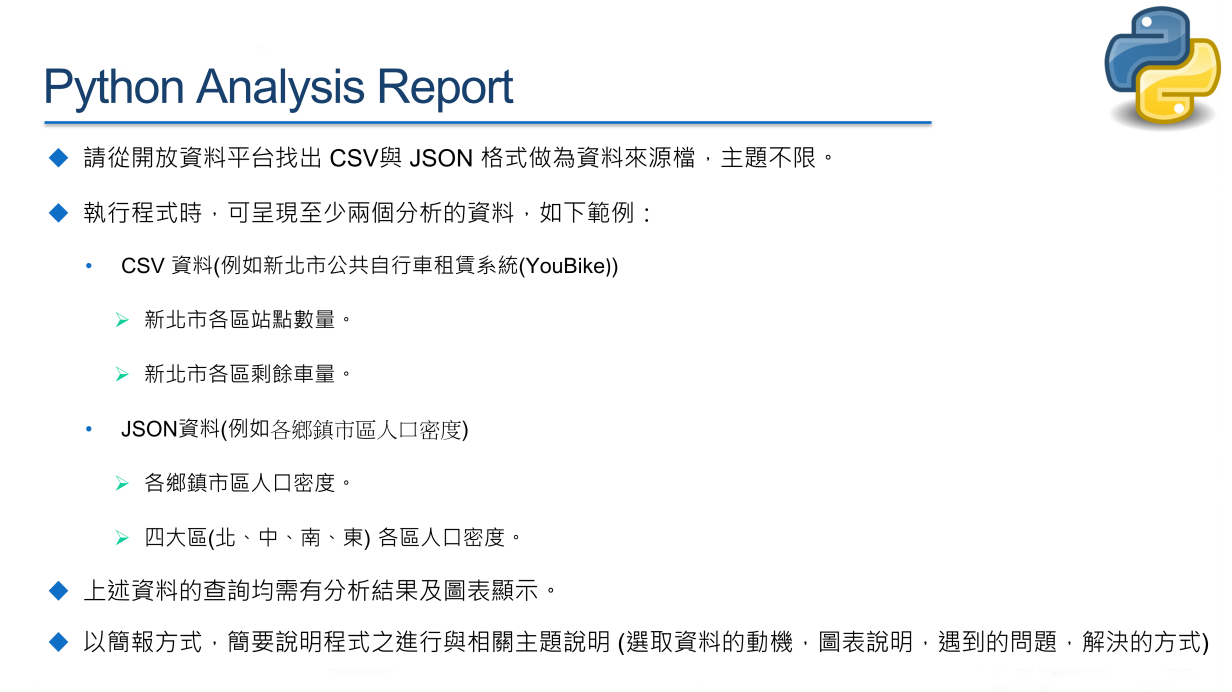 Python Analysis Report
請從開放資料平台找出 CSV與 JSON 格式做為資料來源檔，主題不限。
執行程式時，可呈現至少兩個分析的資料，如下範例：
CSV 資料(例如新北市公共自行車租賃系統(YouBike))
新北市各區站點數量。
新北市各區剩餘車量。
JSON資料(例如各鄉鎮市區人口密度)
各鄉鎮市區人口密度。
四大區(北、中、南、東) 各區人口密度。
上述資料的查詢均需有分析結果及圖表顯示。
以簡報方式，簡要說明程式之進行與相關主題說明 (選取資料的動機，圖表說明，遇到的問題，解決的方式)